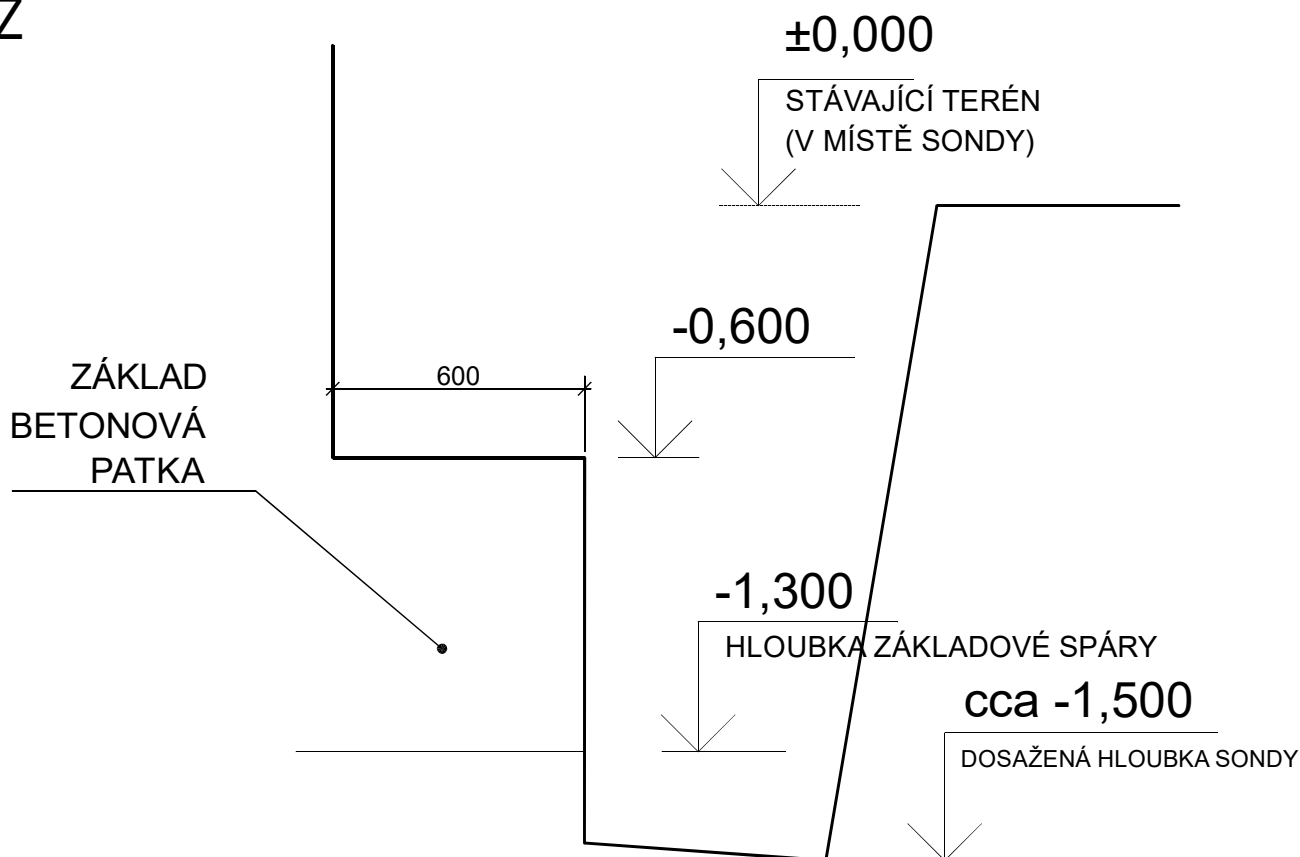 Z
±0,000
STÁVAJÍCÍ TERÉN
(V MÍSTĚ SONDY)
-0,600
600
ZÁKLAD
BETONOVÁ
PATKA
-1,300
HLOUBKA ZÁKLADOVÉ SPÁRY
cca -1,500
DOSAŽENÁ HLOUBKA SONDY